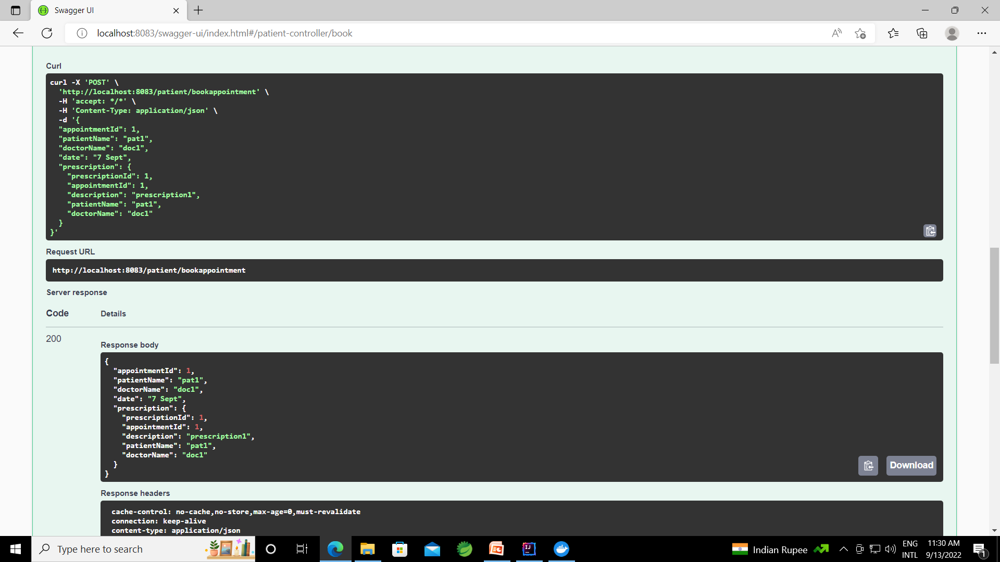 Swagger UI
localhost:8083/swagger-ui/index.html#/patient-controller/book
Curl
curl -X 'POST' \
  'http://localhost:8083/patient/bookappointment' \
  -H 'accept: */*' \
  -H 'Content-Type: application/json' \
  -d '{
  "appointmentId": 1,
  "patientName": "pat1",
  "doctorName": "doc1",
  "date": "7 Sept",
  "prescription": {
    "prescriptionId": 1,
    "appointmentId": 1,
    "description": "prescription1",
    "patientName": "pat1",
    "doctorName": "doc1"
  }
}'
Request URL
http://localhost:8083/patient/bookappointment
Server response
Code Details
200
Response body
{
  "appointmentId": 1,
  "patientName": "pat1",
  "doctorName": "doc1",
  "date": "7 Sept",
  "prescription": {
    "prescriptionId": 1,
    "appointmentId": 1,
    "description": "prescription1",
    "patientName": "pat1",
    "doctorName": "doc1"
  }
}
Download
Response headers
cache-control: no-cache,no-store,max-age=0,must-revalidate
connection: keep-alive
content-type: application/json
Type here to search
Indian Rupee
ENG
INTL
11:30 AM
9/13/2022
1